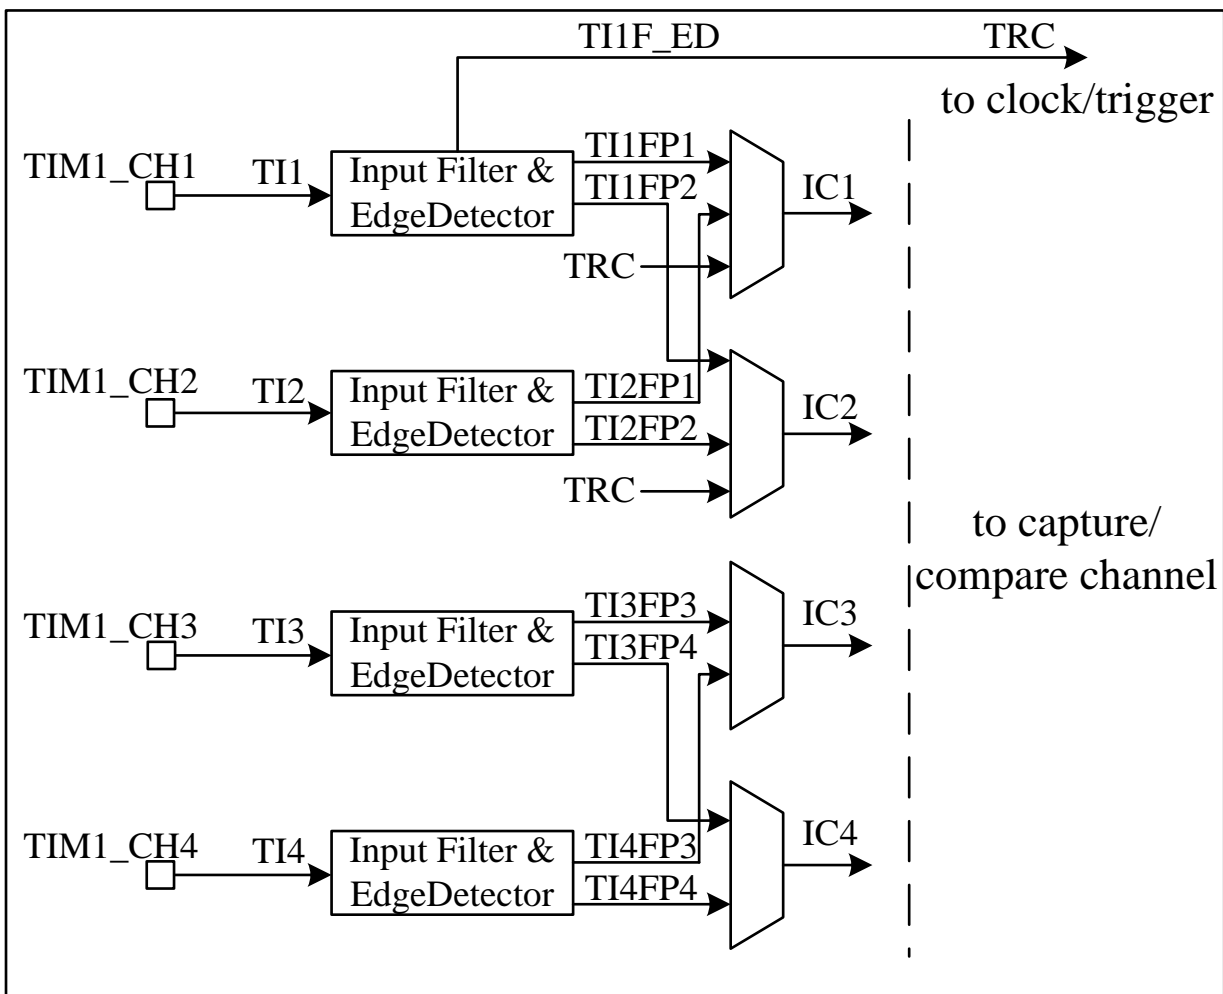 TI1F_ED
TRC
to clock/trigger
TIM1_CH1
TI1
Input Filter &
EdgeDetector
TI1FP1
TI1FP2
TRC
IC1
TIM1_CH2
TI2
Input Filter &
EdgeDetector
TI2FP1
TI2FP2
TRC
IC2
to capture/
compare channel
TIM1_CH3
TI3
Input Filter &
EdgeDetector
TI3FP3
TI3FP4
IC3
TIM1_CH4
TI4
Input Filter &
EdgeDetector
TI4FP3
TI4FP4
IC4